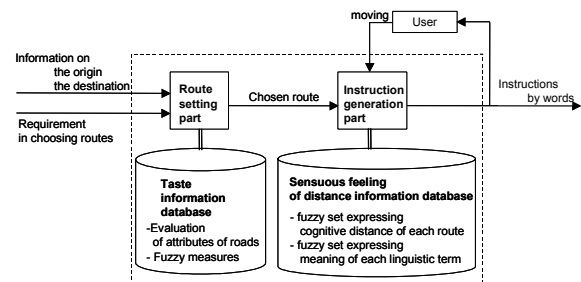 moving
User
Information on
the origin
the destination
Route
setting
part
Chosen route
Instruction
generation
part
Instructions
by words
Requirement
in choosing routes
Taste
information
database
-Evaluation
of attributes of roads
- Fuzzy measures
Sensuous feeling
of distance information database
- fuzzy set expressing
cognitive distance of each route
- fuzzy set expressing
meaning of each linguistic term